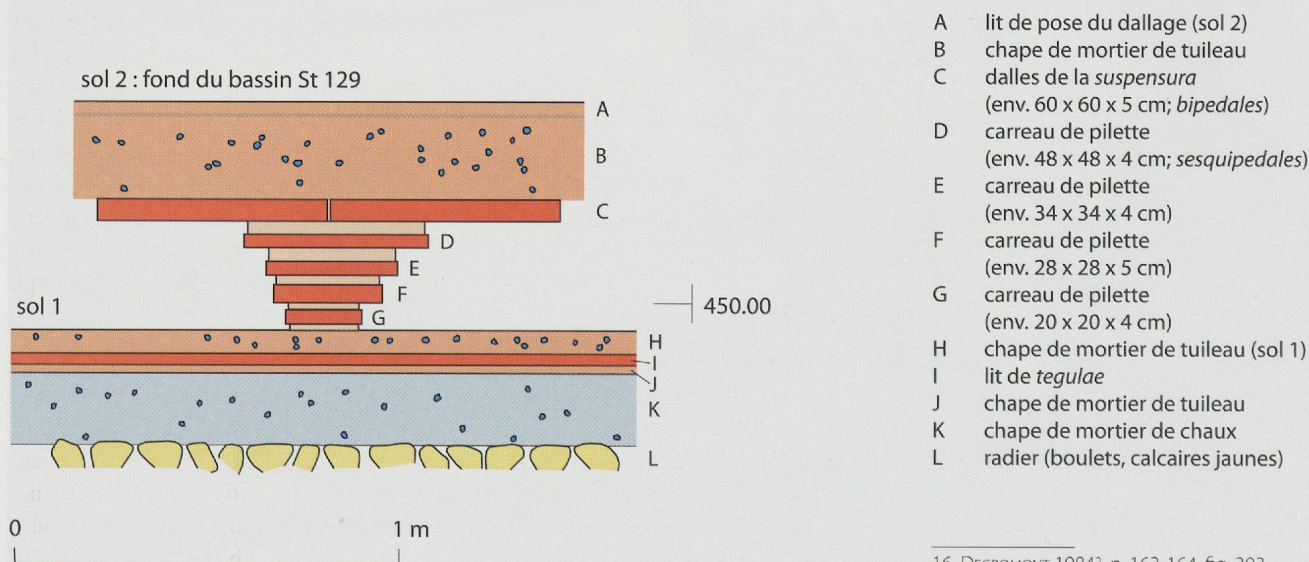 sol 2 : fond du bassin St 129
A
B
C
D
E
F
G
sol 1
450.00
H
I
J
K
L
0 1 m
A lit de pose du dallage (sol 2)
B chape de mortier de tuileau
C dalles de la suspensura
(env. 60 x 60 x 5 cm; bipedales)
D carreau de pilette
(env. 48 x 48 x 4 cm; sesquipedales)
E carreau de pilette
(env. 34 x 34 x 4 cm)
F carreau de pilette
(env. 28 x 28 x 5 cm)
G carreau de pilette
(env. 20 x 20 x 4 cm)
H chape de mortier de tuileau (sol 1)
I lit de tegulae
J chape de mortier de tuileau
K chape de mortier de chaux
L radier (boulets, calcaires jaunes)